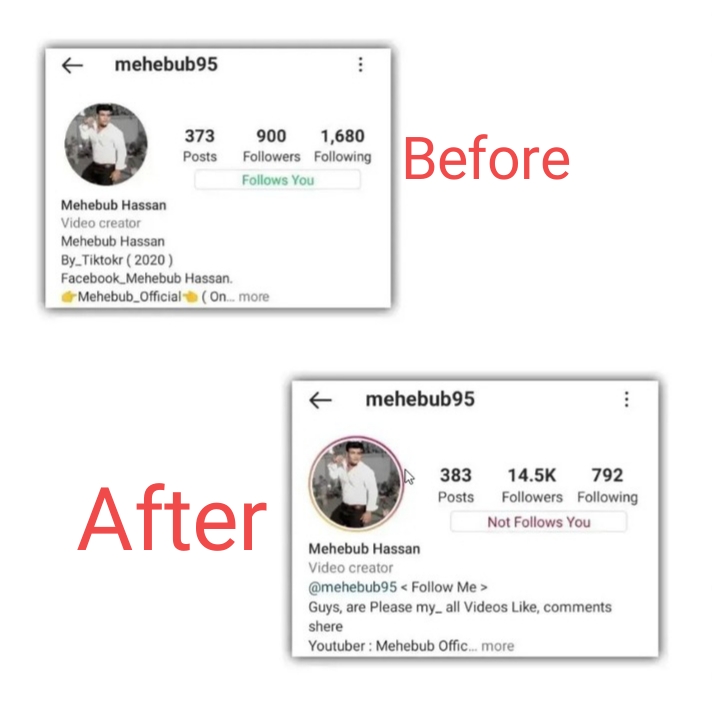 mehebub95
373 900 1,680
Posts Followers Following
Follows You
Before
Mehebub Hassan
Video creator
Mehebub Hassan
By_Tiktokr ( 2020 )
Facebook_Mehebub Hassan.
👉Mehebub_Official👈 ( On... more
mehebub95
383 14.5K 792
Posts Followers Following
Not Follows You
After
Mehebub Hassan
Video creator
@mehebub95 < Follow Me >
Guys, are Please my_ all Videos Like, comments
shere
Youtuber : Mehebub Offic... more